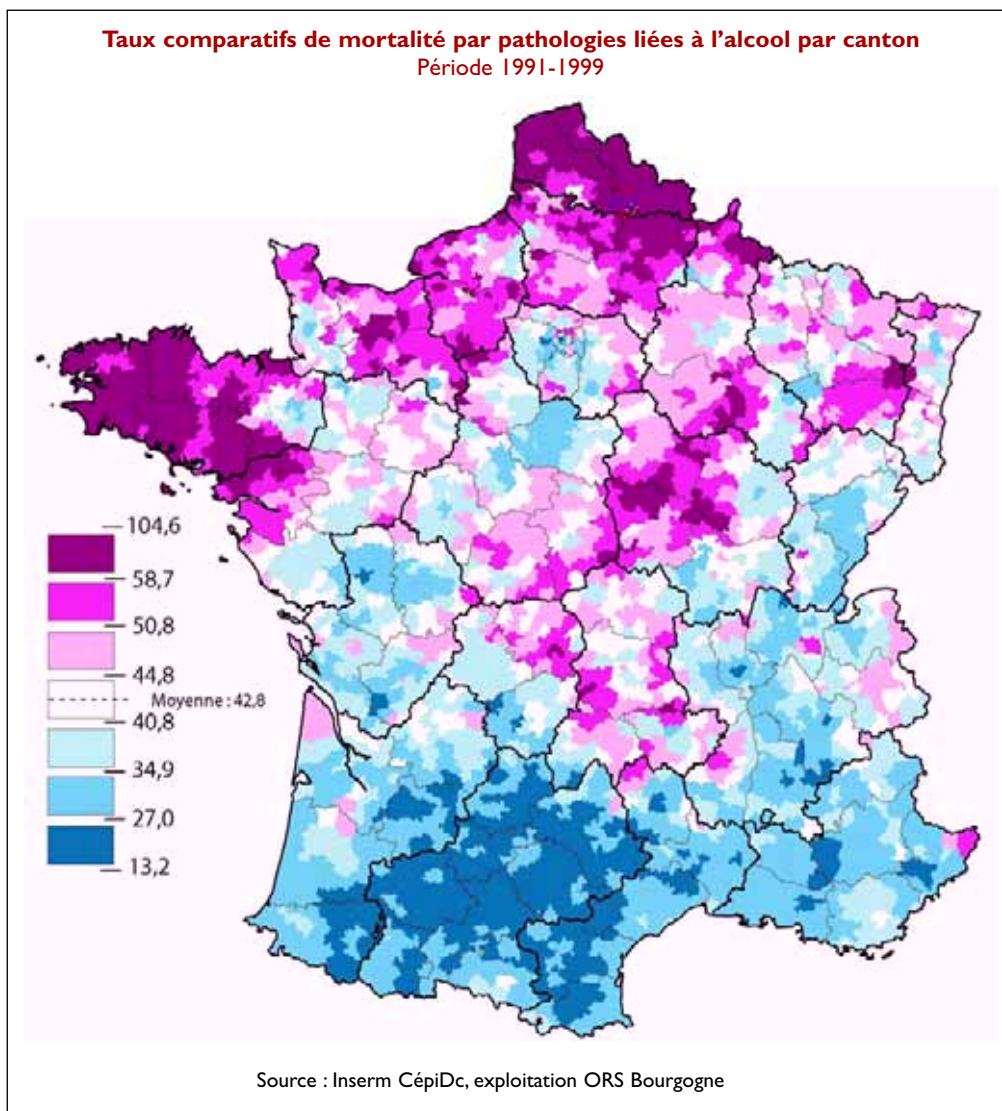 Taux comparatifs de mortalité par pathologies liées à l'alcool par canton
Période 1991-1999
104,6
58,7
50,8
44,8
Moyenne : 42,8
40,8
34,9
27,0
13,2
Source : Inserm CépiDc, exploitation ORS Bourgogne